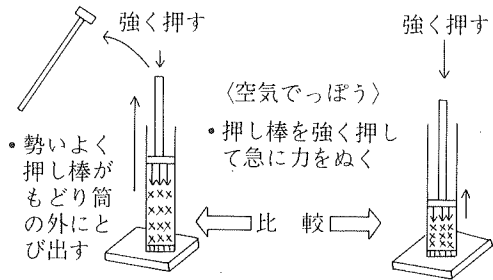 強く押す
強く押す
〈空気でっぽう〉
・押し棒を強く押し
て急に力をぬく
・勢いよく
押し棒が
もどり筒
の外にと
び出す
比較